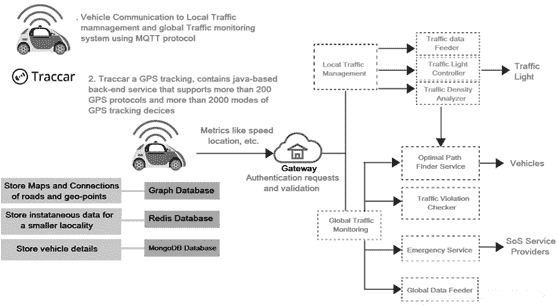 . Vehicle Communication to Local Traffic
mamnagement and global Traffic monitoring
system using MQTT protocol
Traccar
2. Traccar a GPS tracking, contains java-based
back-end service that supports more than 200
GPS protocols and more than 2000 modes of
GPS tracking decices
Metrics like speed
location, etc.
Gateway
Authentication requests
and validation
Store Maps and Connections
of roads and geo-points
Graph Database
Store instataneous data for
a smaller laocality
Redis Database
Store vehicle details
MongoDB Database
Local Traffic
Management
Traffic data
Feeder
Traffic Light
Controller
Traffic Density
Analyzer
Traffic
Light
Optimal Path
Finder Service
Vehicles
Traffic Violation
Checker
Global Traffic
Monitoring
Emergency Service
SoS Service
Providers
Global Data Feeder